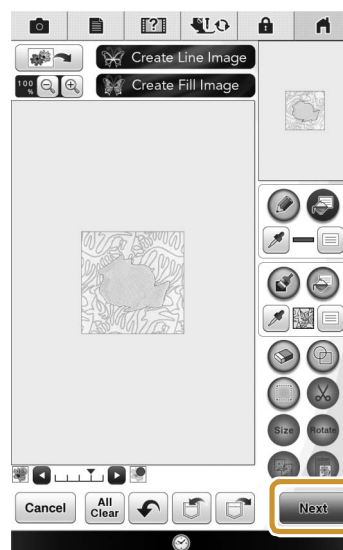 ?
Create Line Image
100
%
Create Fill Image
Size
Rotate
Cancel
All
Clear
Next